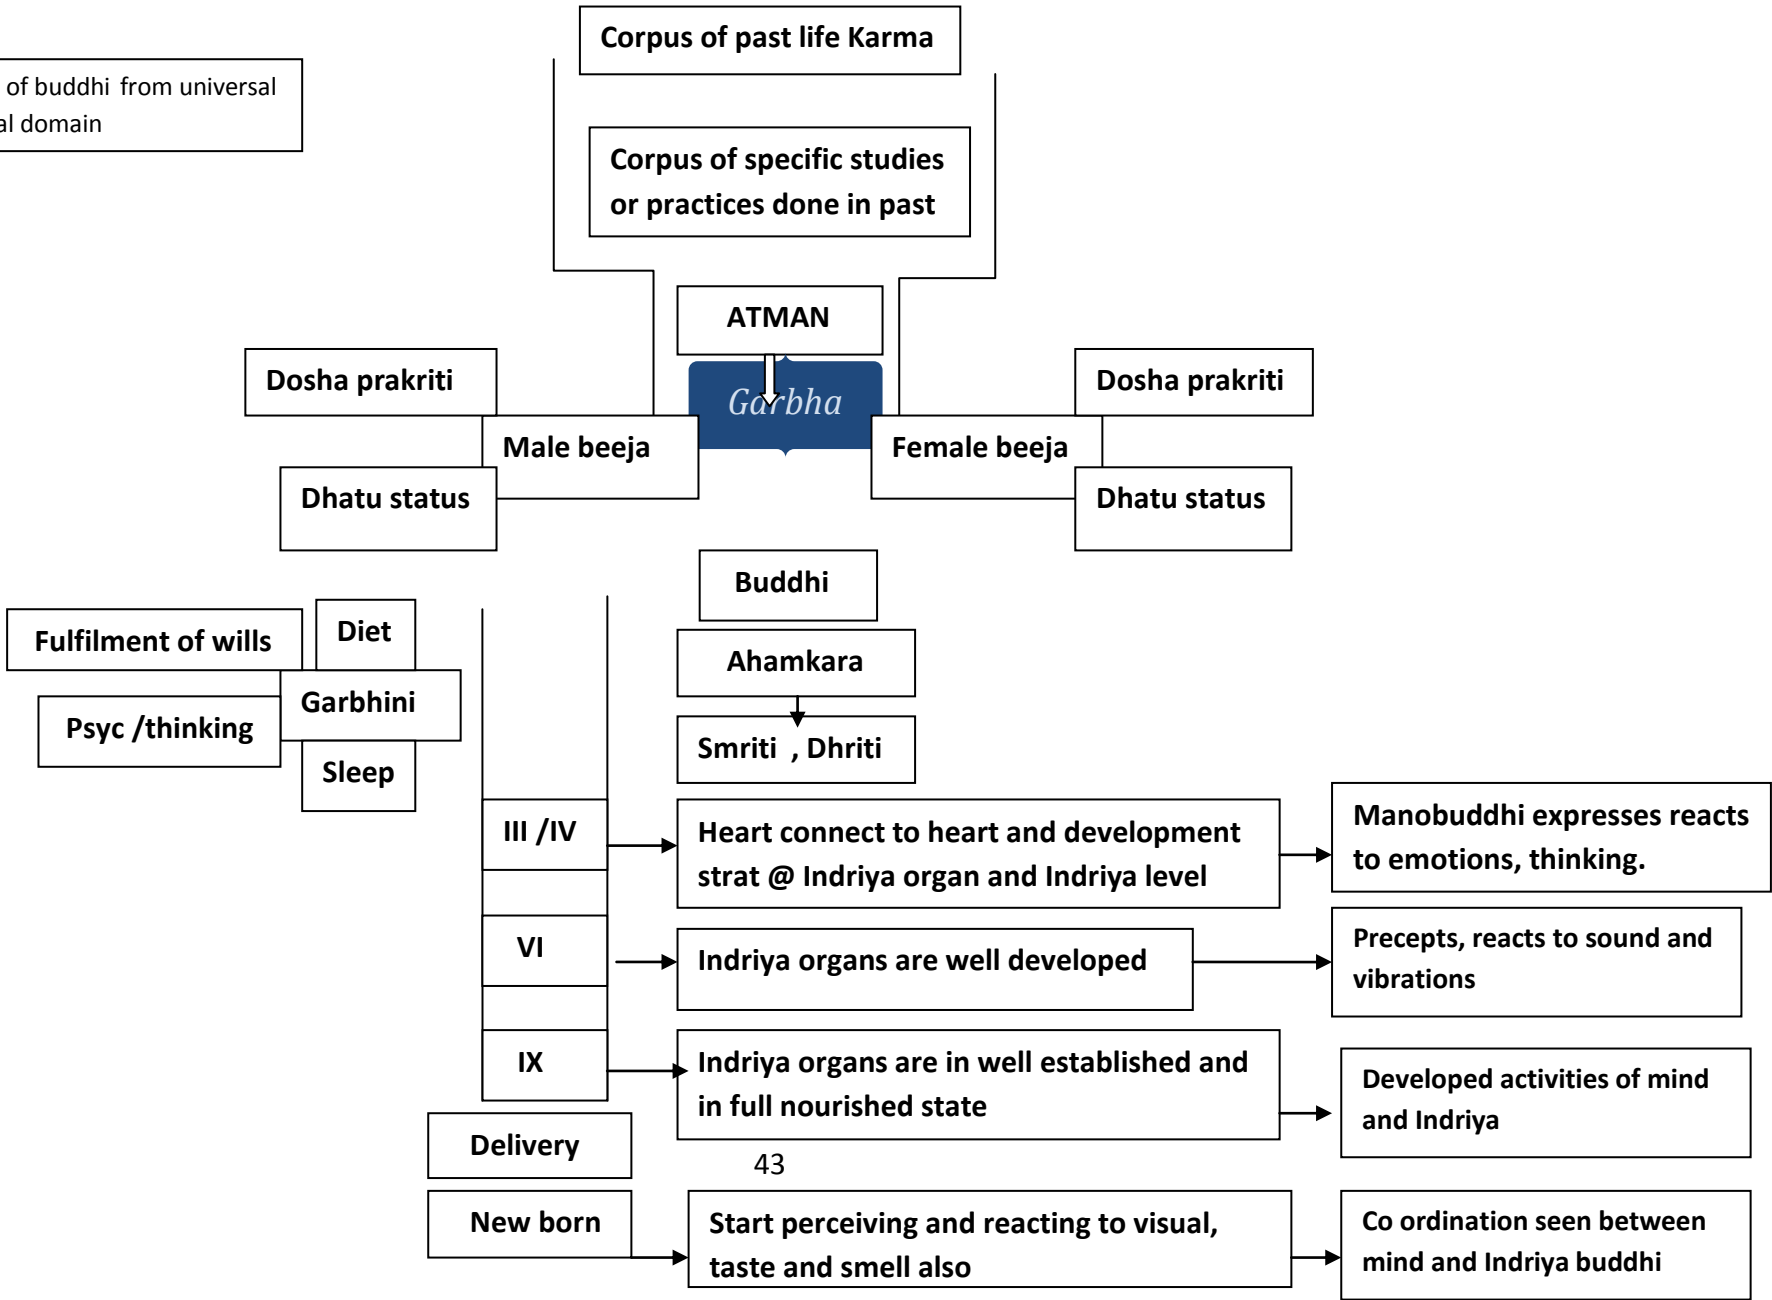 Corpus of past life Karma
of buddhi from universal
al domain
Corpus of specific studies
or practices done in past
ATMAN
Dosha prakriti
Garbha
Dosha prakriti
Male beeja
Female beeja
Dhatu status
Dhatu status
Buddhi
Fulfilment of wills
Diet
Ahamkara
Garbhini
Psyc /thinking
Smriti , Dhriti
Sleep
III /IV
Heart connect to heart and development
strat @ Indriya organ and Indriya level
Manobuddhi expresses reacts
to emotions, thinking.
VI
Indriya organs are well developed
Precepts, reacts to sound and
vibrations
IX
Indriya organs are in well established and
in full nourished state
Developed activities of mind
and Indriya
Delivery
43
New born
Start perceiving and reacting to visual,
taste and smell also
Co ordination seen between
mind and Indriya buddhi